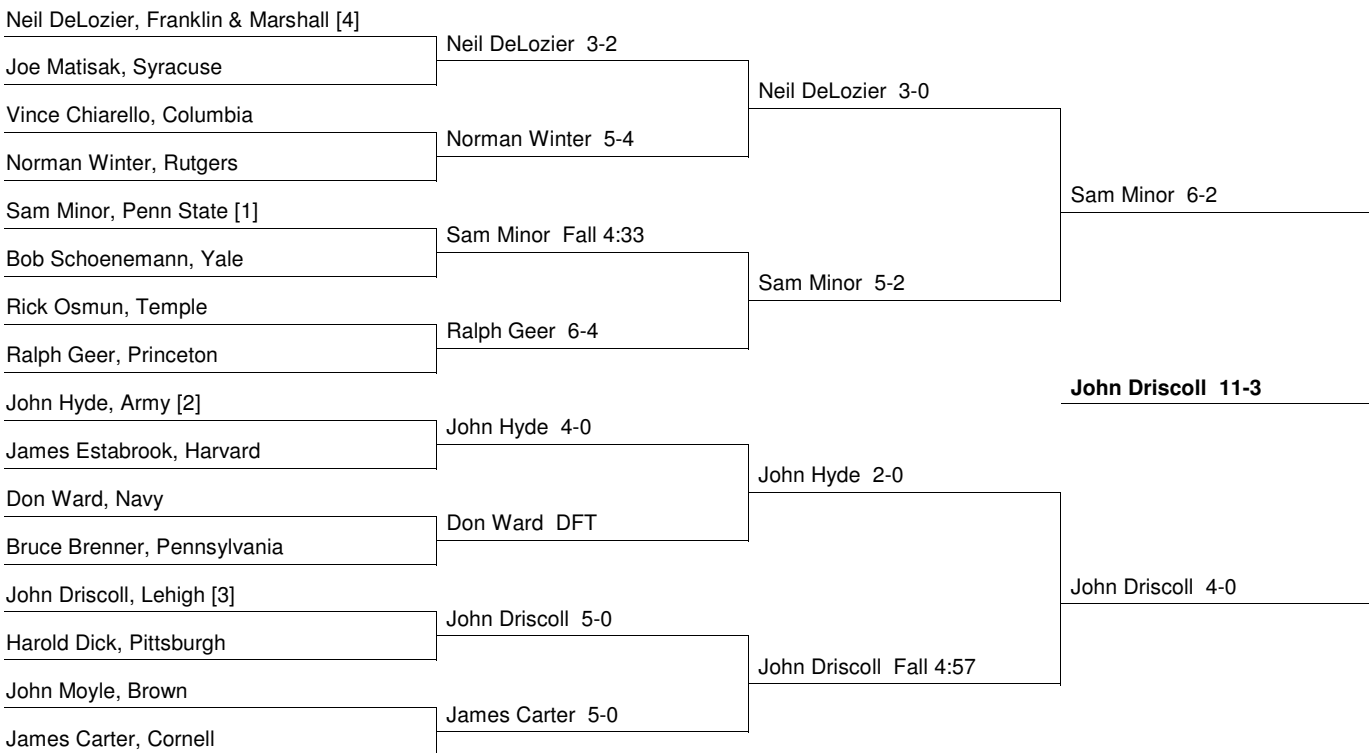 Neil DeLozier, Franklin & Marshall [4]
Joe Matisak, Syracuse
Vince Chiarello, Columbia
Norman Winter, Rutgers
Sam Minor, Penn State [1]
Bob Schoenemann, Yale
Rick Osmun, Temple
Ralph Geer, Princeton
John Hyde, Army [2]
James Estabrook, Harvard
Don Ward, Navy
Bruce Brenner, Pennsylvania
John Driscoll, Lehigh [3]
Harold Dick, Pittsburgh
John Moyle, Brown
James Carter, Cornell
Neil DeLozier 3-2
Norman Winter 5-4
Sam Minor Fall 4:33
Ralph Geer 6-4
John Hyde 4-0
Don Ward DFT
John Driscoll 5-0
James Carter 5-0
Neil DeLozier 3-0
Sam Minor 5-2
John Hyde 2-0
John Driscoll Fall 4:57
Sam Minor 6-2
John Driscoll 4-0
John Driscoll 11-3